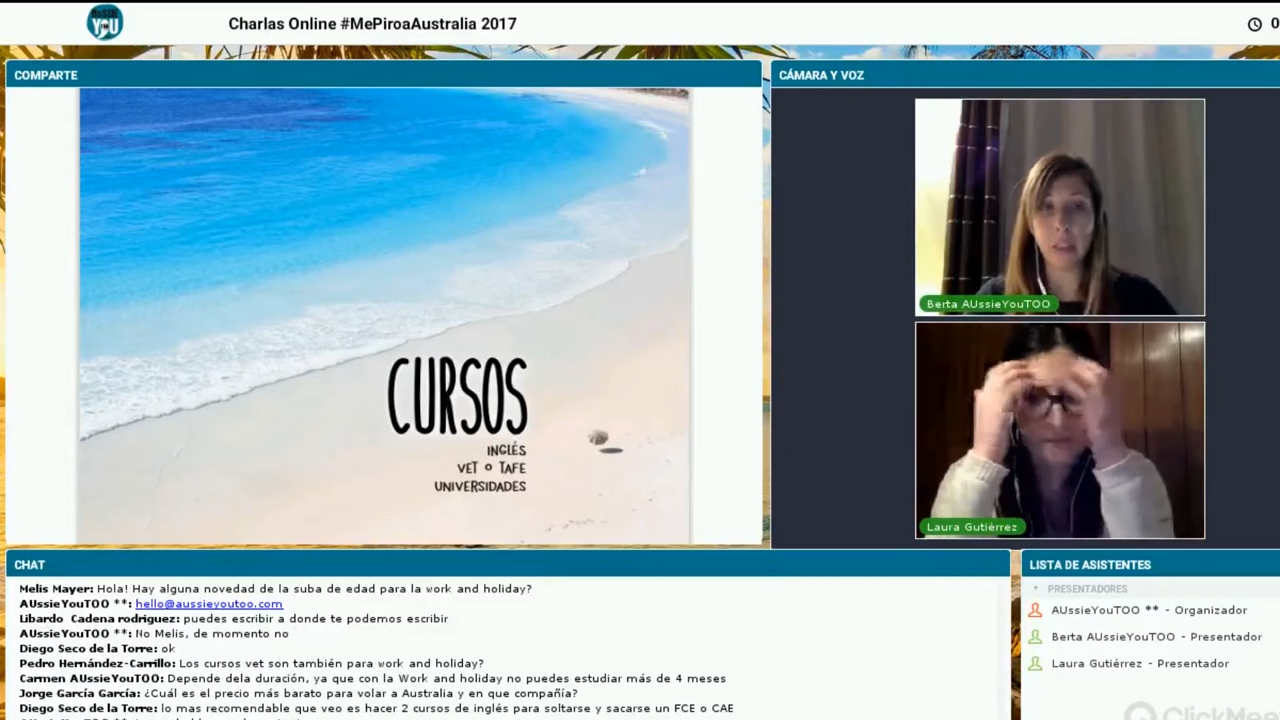 AUSSIE
YOU
Charlas Online #MePiroaAustralia 2017
0
COMPARTE
CÁMARA Y VOZ
CURSOS
INGLÉS
VET o TAFE
UNIVERSIDADES
Berta AUssieYouTOO
Laura Gutiérrez
CHAT
Melis Mayer: Hola! Hay alguna novedad de la suba de edad para la work and holiday?
AUssieYouTOO **: hello@aussieyoutoo.com
Libardo Cadena rodriguez: puedes escribir a donde te podemos escribir
AUssieYouTOO **: No Melis, de momento no
Diego Seco de la Torre: ok
Pedro Hernández-Carrillo: Los cursos vet son también para work and holiday?
Carmen AUssieYouTOO: Depende dela duración, ya que con la Work and holiday no puedes estudiar más de 4 meses
Jorge García García: ¿Cuál es el precio más barato para volar a Australia y en que compañía?
Diego Seco de la Torre: lo mas recomendable que veo es hacer 2 cursos de inglés para soltarse y sacarse un FCE o CAE
LISTA DE ASISTENTES
PRESENTADORES
AUssieYouTOO ** - Organizador
Berta AUssieYouTOO - Presentador
Laura Gutiérrez - Presentador
ClickMee